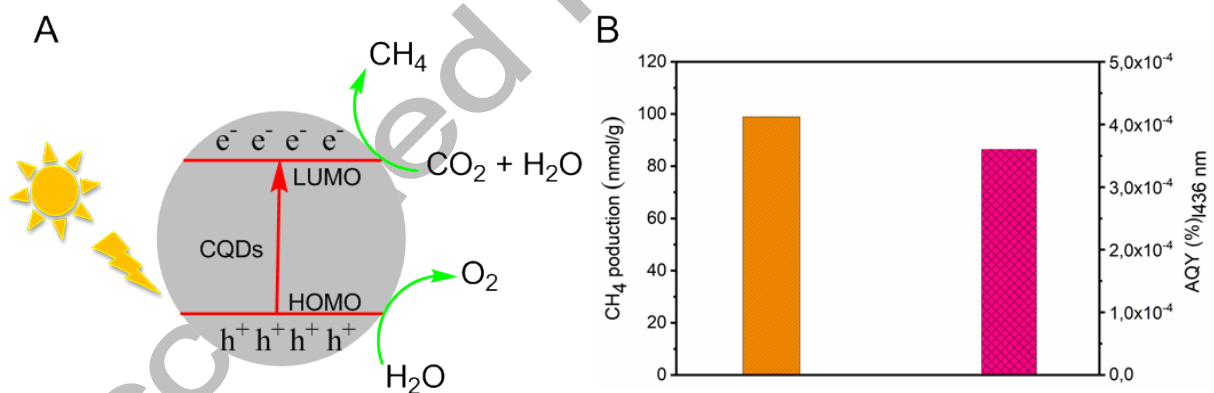 A
CH₄
e⁻ e⁻ e⁻ e⁻
LUMO
CO₂ + H₂O
CQDs
HOMO
O₂
h⁺ h⁺ h⁺ h⁺
H₂O
B
CH₄ poduction (nmol/g)
120
100
80
60
40
20
0
5,0x10⁻⁴
4,0x10⁻⁴
3,0x10⁻⁴
2,0x10⁻⁴
1,0x10⁻⁴
0,0
AQY (%)|436 nm